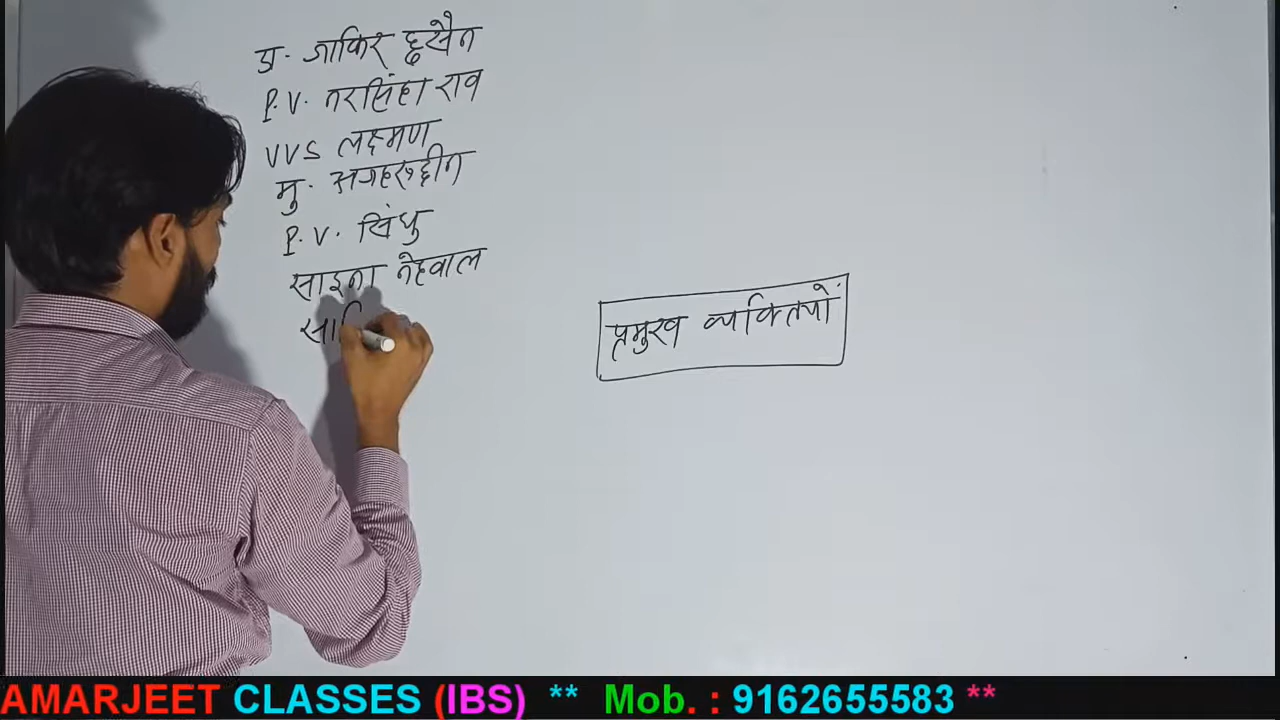 डा. जाकिर हुसैन
P. V. नरसिंहा राव
VVS लक्ष्मण
मु. अजहरुद्दीन
P. V. सिंधु
साइना नेहवाल
प्रमुख व्यक्तियों
AMARJEET CLASSES (IBS) ** Mob. : 9162655583 **